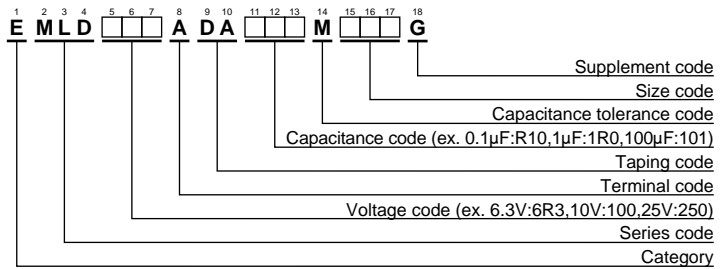 1 2 3 4 5 6 7 8 9 10 11 12 13 14 15 16 17 18
E M L D A D A M G
Supplement code
Size code
Capacitance tolerance code
Capacitance code (ex. 0.1μF:R10,1μF:1R0,100μF:101)
Taping code
Terminal code
Voltage code (ex. 6.3V:6R3,10V:100,25V:250)
Series code
Category